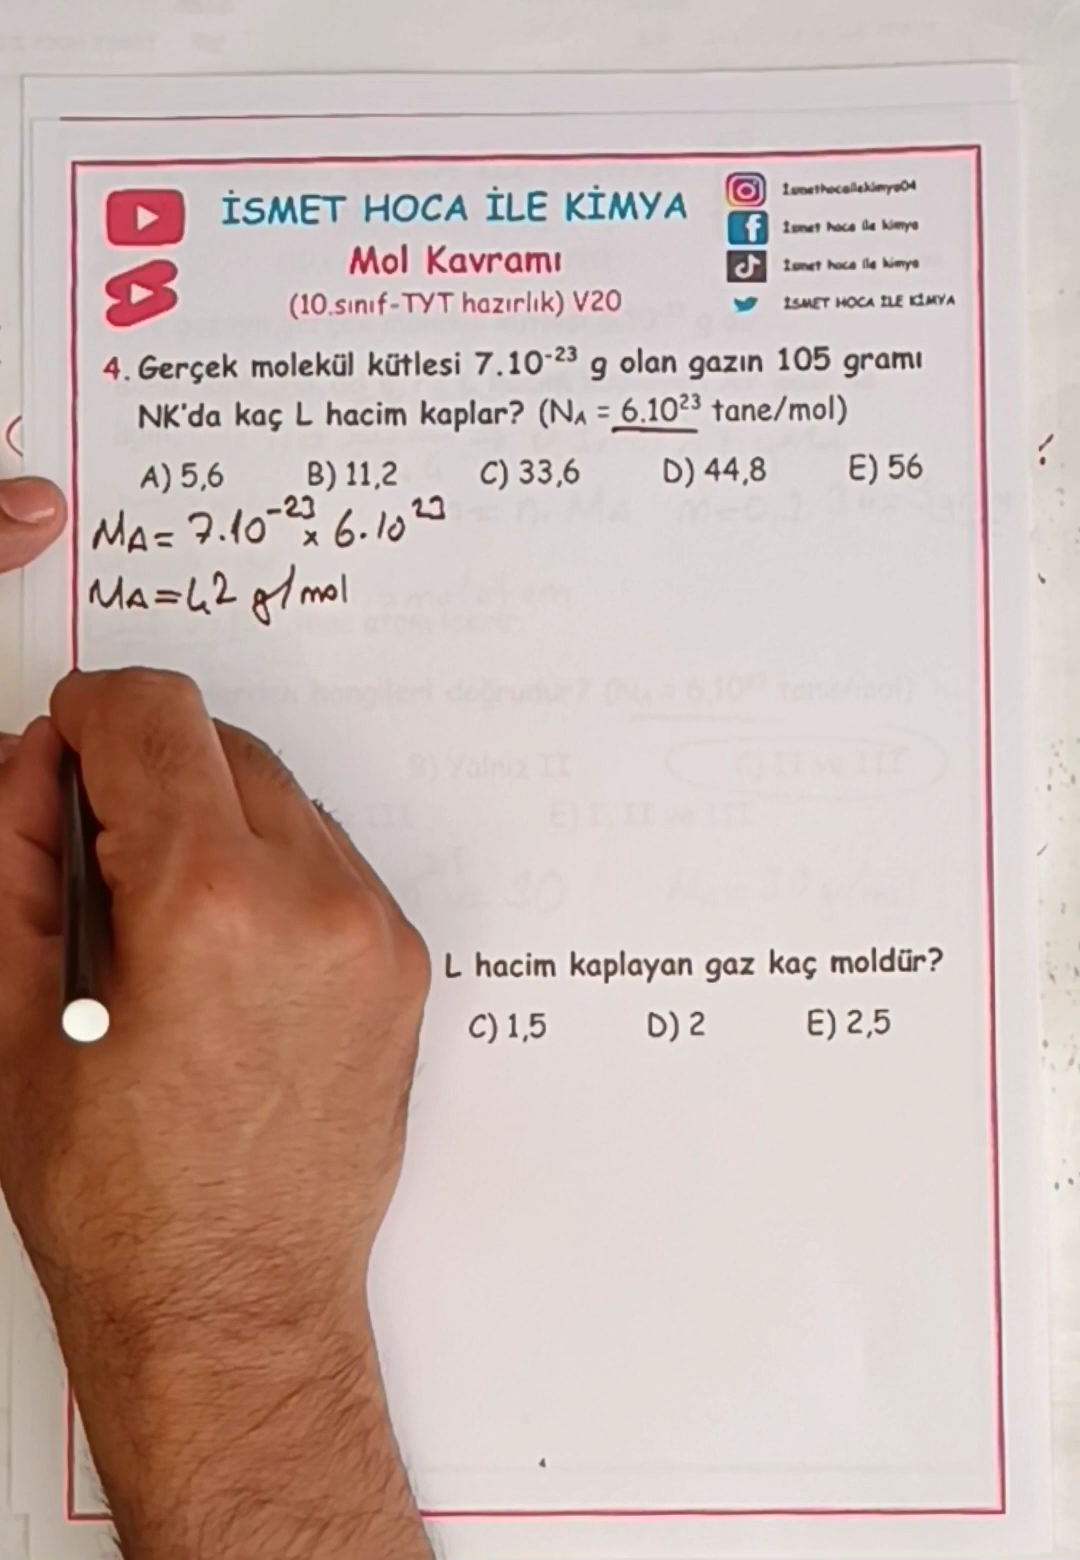 İSMET HOCA İLE KİMYA
Mol Kavramı
(10.sınıf-TYT hazırlık) V20
İsmethocailekimya04
İsmet hoca ile kimya
İsmet hoca ile kimya
İSMET HOCA İLE KİMYA
4. Gerçek molekül kütlesi 7.10⁻²³ g olan gazın 105 gramı
NK'da kaç L hacim kaplar? (NA = 6.10²³ tane/mol)
A) 5,6 B) 11,2 C) 33,6 D) 44,8 E) 56
MA = 7.10⁻²³ x 6.10²³
MA = 42 g/mol
L hacim kaplayan gaz kaç moldür?
C) 1,5 D) 2 E) 2,5
4